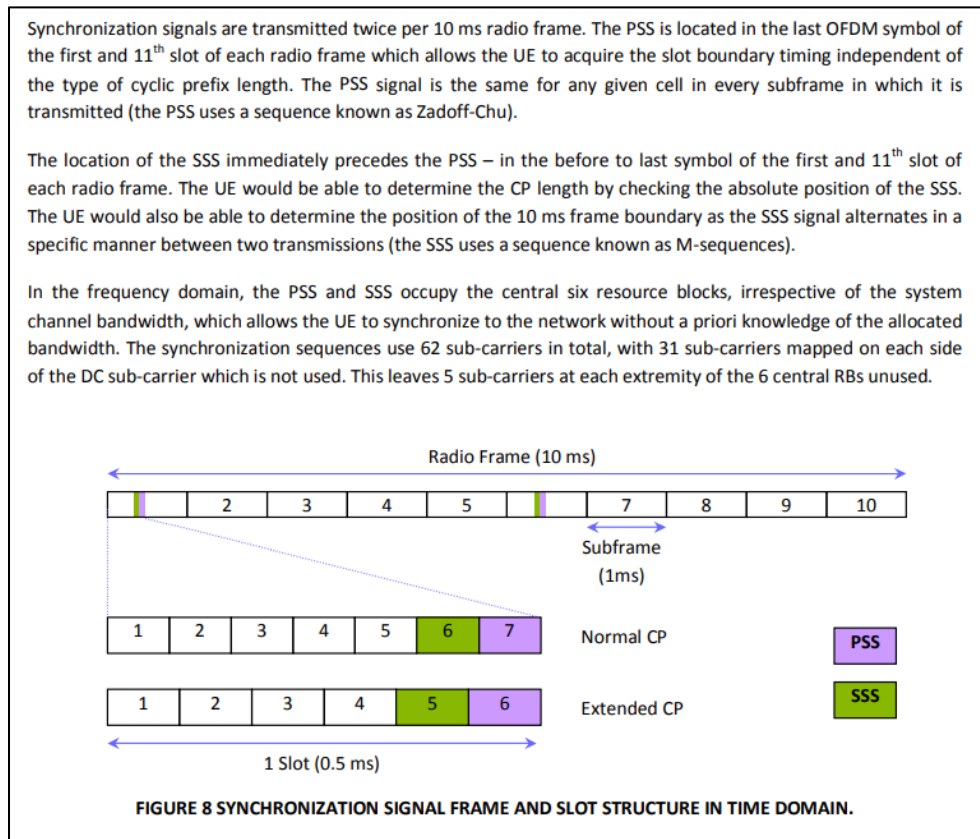 Synchronization signals are transmitted twice per 10 ms radio frame. The PSS is located in the last OFDM symbol of
the first and 11th slot of each radio frame which allows the UE to acquire the slot boundary timing independent of
the type of cyclic prefix length. The PSS signal is the same for any given cell in every subframe in which it is
transmitted (the PSS uses a sequence known as Zadoff-Chu).
The location of the SSS immediately precedes the PSS – in the before to last symbol of the first and 11th slot of
each radio frame. The UE would be able to determine the CP length by checking the absolute position of the SSS.
The UE would also be able to determine the position of the 10 ms frame boundary as the SSS signal alternates in a
specific manner between two transmissions (the SSS uses a sequence known as M-sequences).
In the frequency domain, the PSS and SSS occupy the central six resource blocks, irrespective of the system
channel bandwidth, which allows the UE to synchronize to the network without a priori knowledge of the allocated
bandwidth. The synchronization sequences use 62 sub-carriers in total, with 31 sub-carriers mapped on each side
of the DC sub-carrier which is not used. This leaves 5 sub-carriers at each extremity of the 6 central RBs unused.
Radio Frame (10 ms)
2 3 4 5 7 8 9 10
Subframe
(1ms)
1 2 3 4 5 6 7 Normal CP PSS
1 2 3 4 5 6 Extended CP SSS
1 Slot (0.5 ms)
FIGURE 8 SYNCHRONIZATION SIGNAL FRAME AND SLOT STRUCTURE IN TIME DOMAIN.